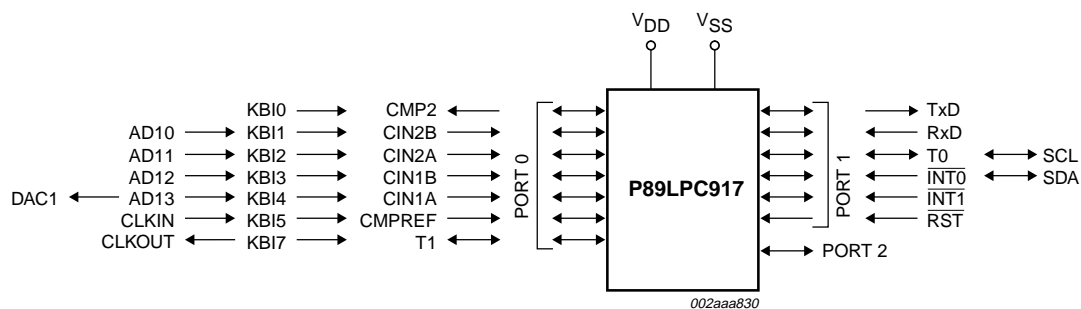 VDD VSS
KBI0 CMP2 TxD
AD10 KBI1 CIN2B RxD
AD11 KBI2 CIN2A T0 SCL
AD12 KBI3 CIN1B INT0 SDA
DAC1 AD13 KBI4 CIN1A INT1
CLKIN KBI5 CMPREF RST
CLKOUT KBI7 T1
PORT 0
P89LPC917
PORT 1
PORT 2
002aaa830